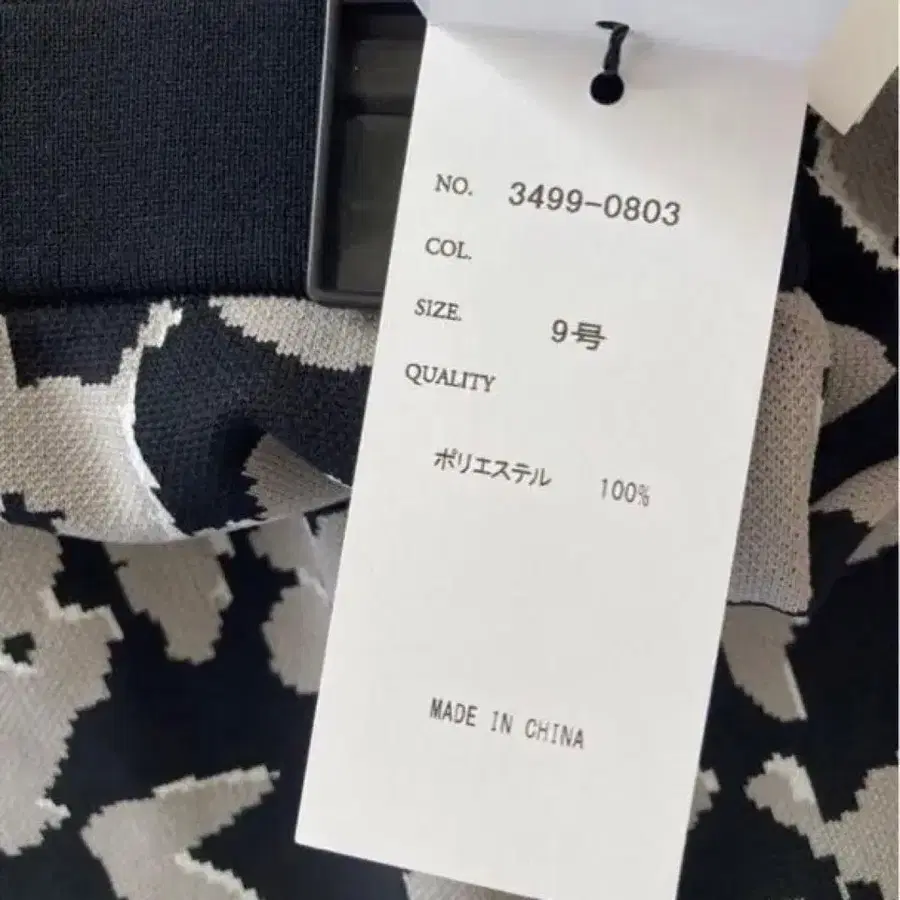 NO. 3499-0803
COL.
SIZE. 9号
QUALITY
ポリエステル 100%
MADE IN CHINA